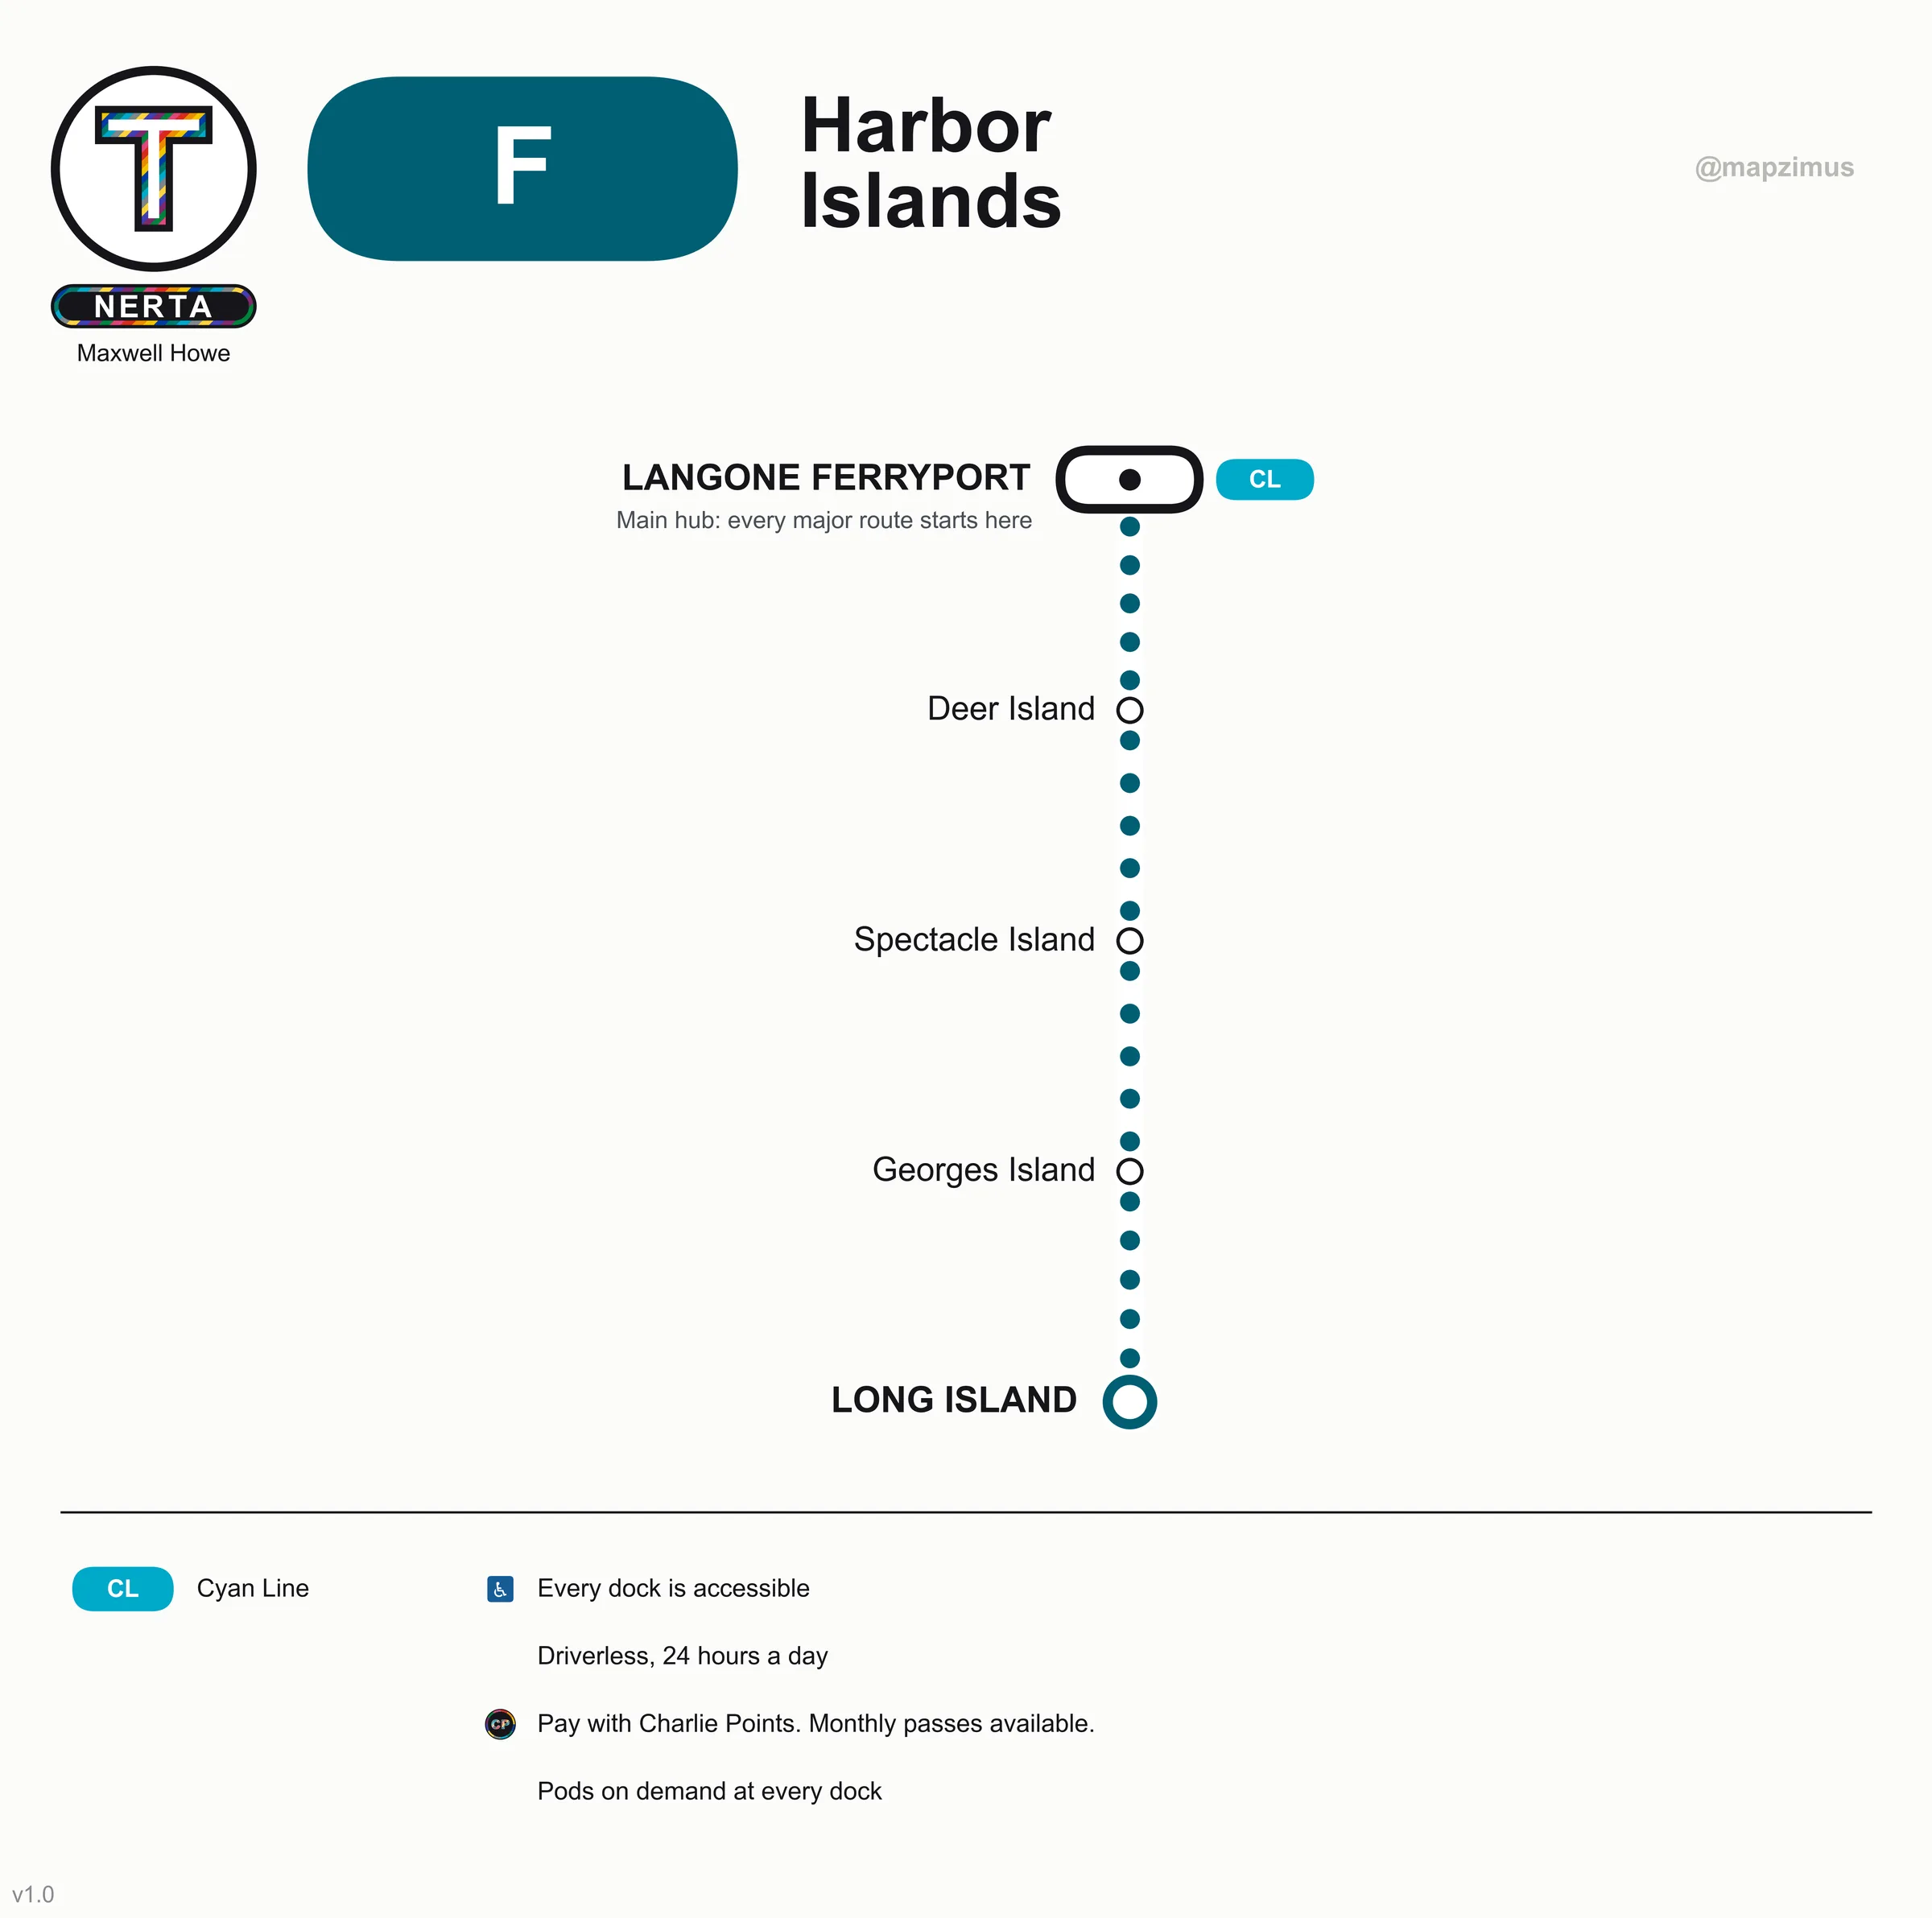 T
F
Harbor
Islands
@mapzimus
NERTA
Maxwell Howe
LANGONE FERRYPORT
CL
Main hub: every major route starts here
Deer Island
Spectacle Island
Georges Island
LONG ISLAND
CL
Cyan Line
Every dock is accessible
Driverless, 24 hours a day
CP
Pay with Charlie Points. Monthly passes available.
Pods on demand at every dock
v1.0